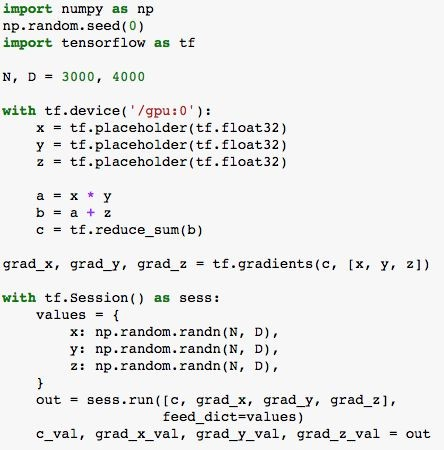 import numpy as np
np.random.seed(0)
import tensorflow as tf

N, D = 3000, 4000

with tf.device('/gpu:0'):
    x = tf.placeholder(tf.float32)
    y = tf.placeholder(tf.float32)
    z = tf.placeholder(tf.float32)

    a = x * y
    b = a + z
    c = tf.reduce_sum(b)

grad_x, grad_y, grad_z = tf.gradients(c, [x, y, z])

with tf.Session() as sess:
    values = {
        x: np.random.randn(N, D),
        y: np.random.randn(N, D),
        z: np.random.randn(N, D),
    }
    out = sess.run([c, grad_x, grad_y, grad_z],
                   feed_dict=values)
    c_val, grad_x_val, grad_y_val, grad_z_val = out